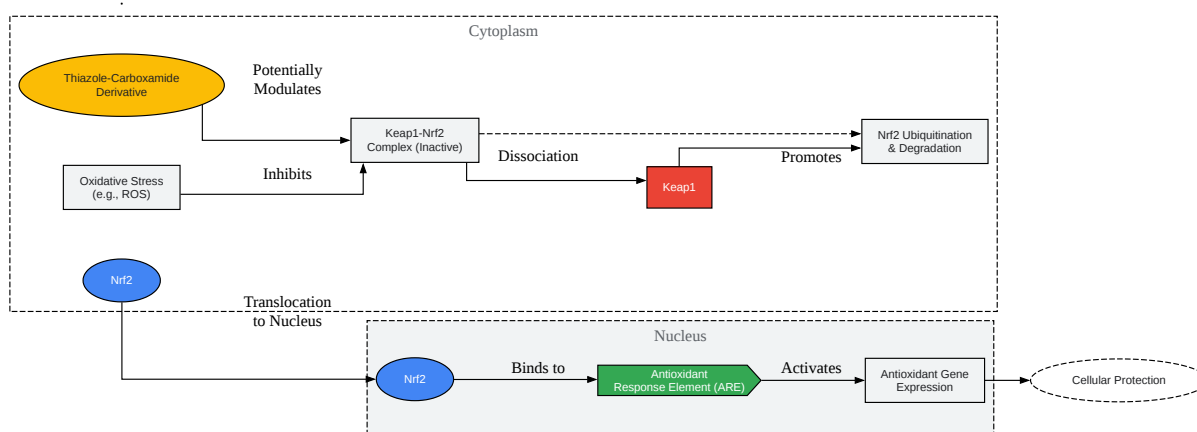 Cytoplasm
Thiazole-Carboxamide
Derivative
Potentially
Modulates
Keap1-Nrf2
Complex (Inactive)
Nrf2 Ubiquitination
& Degradation
Dissociation
Promotes
Oxidative Stress
(e.g., ROS)
Inhibits
Keap1
Nrf2
Translocation
to Nucleus
Nucleus
Nrf2
Binds to
Antioxidant
Response Element (ARE)
Activates
Antioxidant Gene
Expression
Cellular Protection